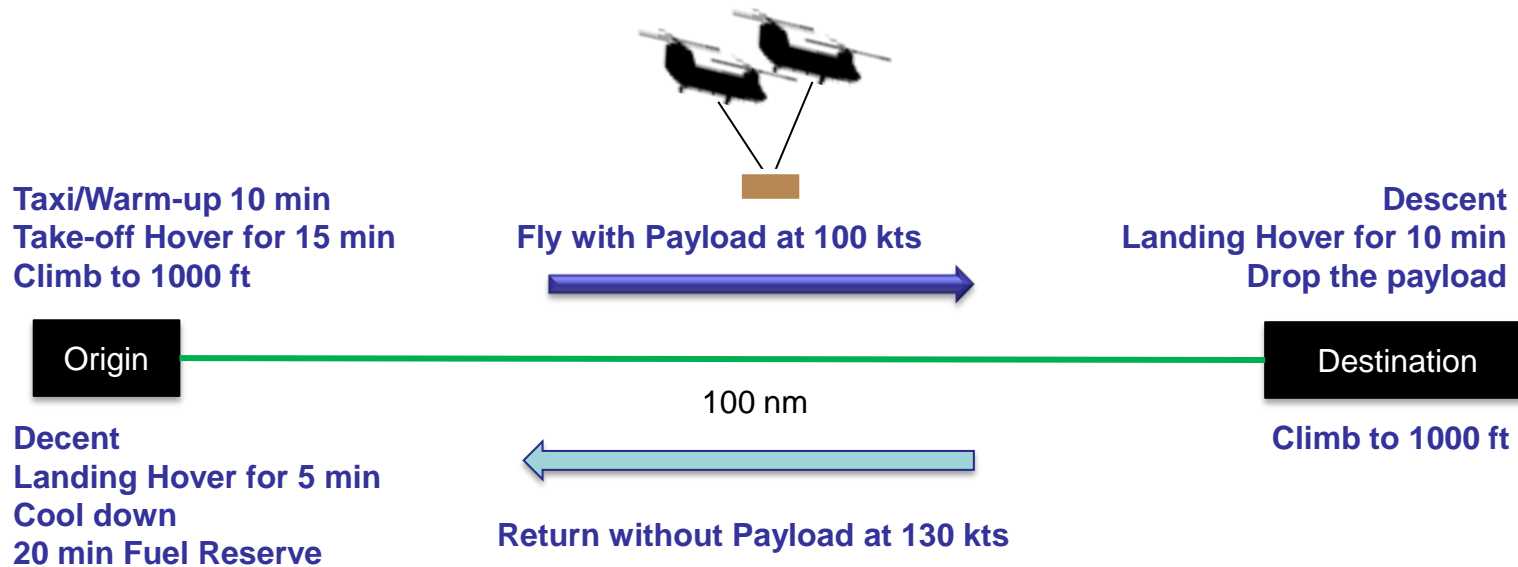 Taxi/Warm-up 10 min
Take-off Hover for 15 min
Climb to 1000 ft
Fly with Payload at 100 kts
Descent
Landing Hover for 10 min
Drop the payload
Origin
Destination
100 nm
Decent
Landing Hover for 5 min
Cool down
20 min Fuel Reserve
Return without Payload at 130 kts
Climb to 1000 ft